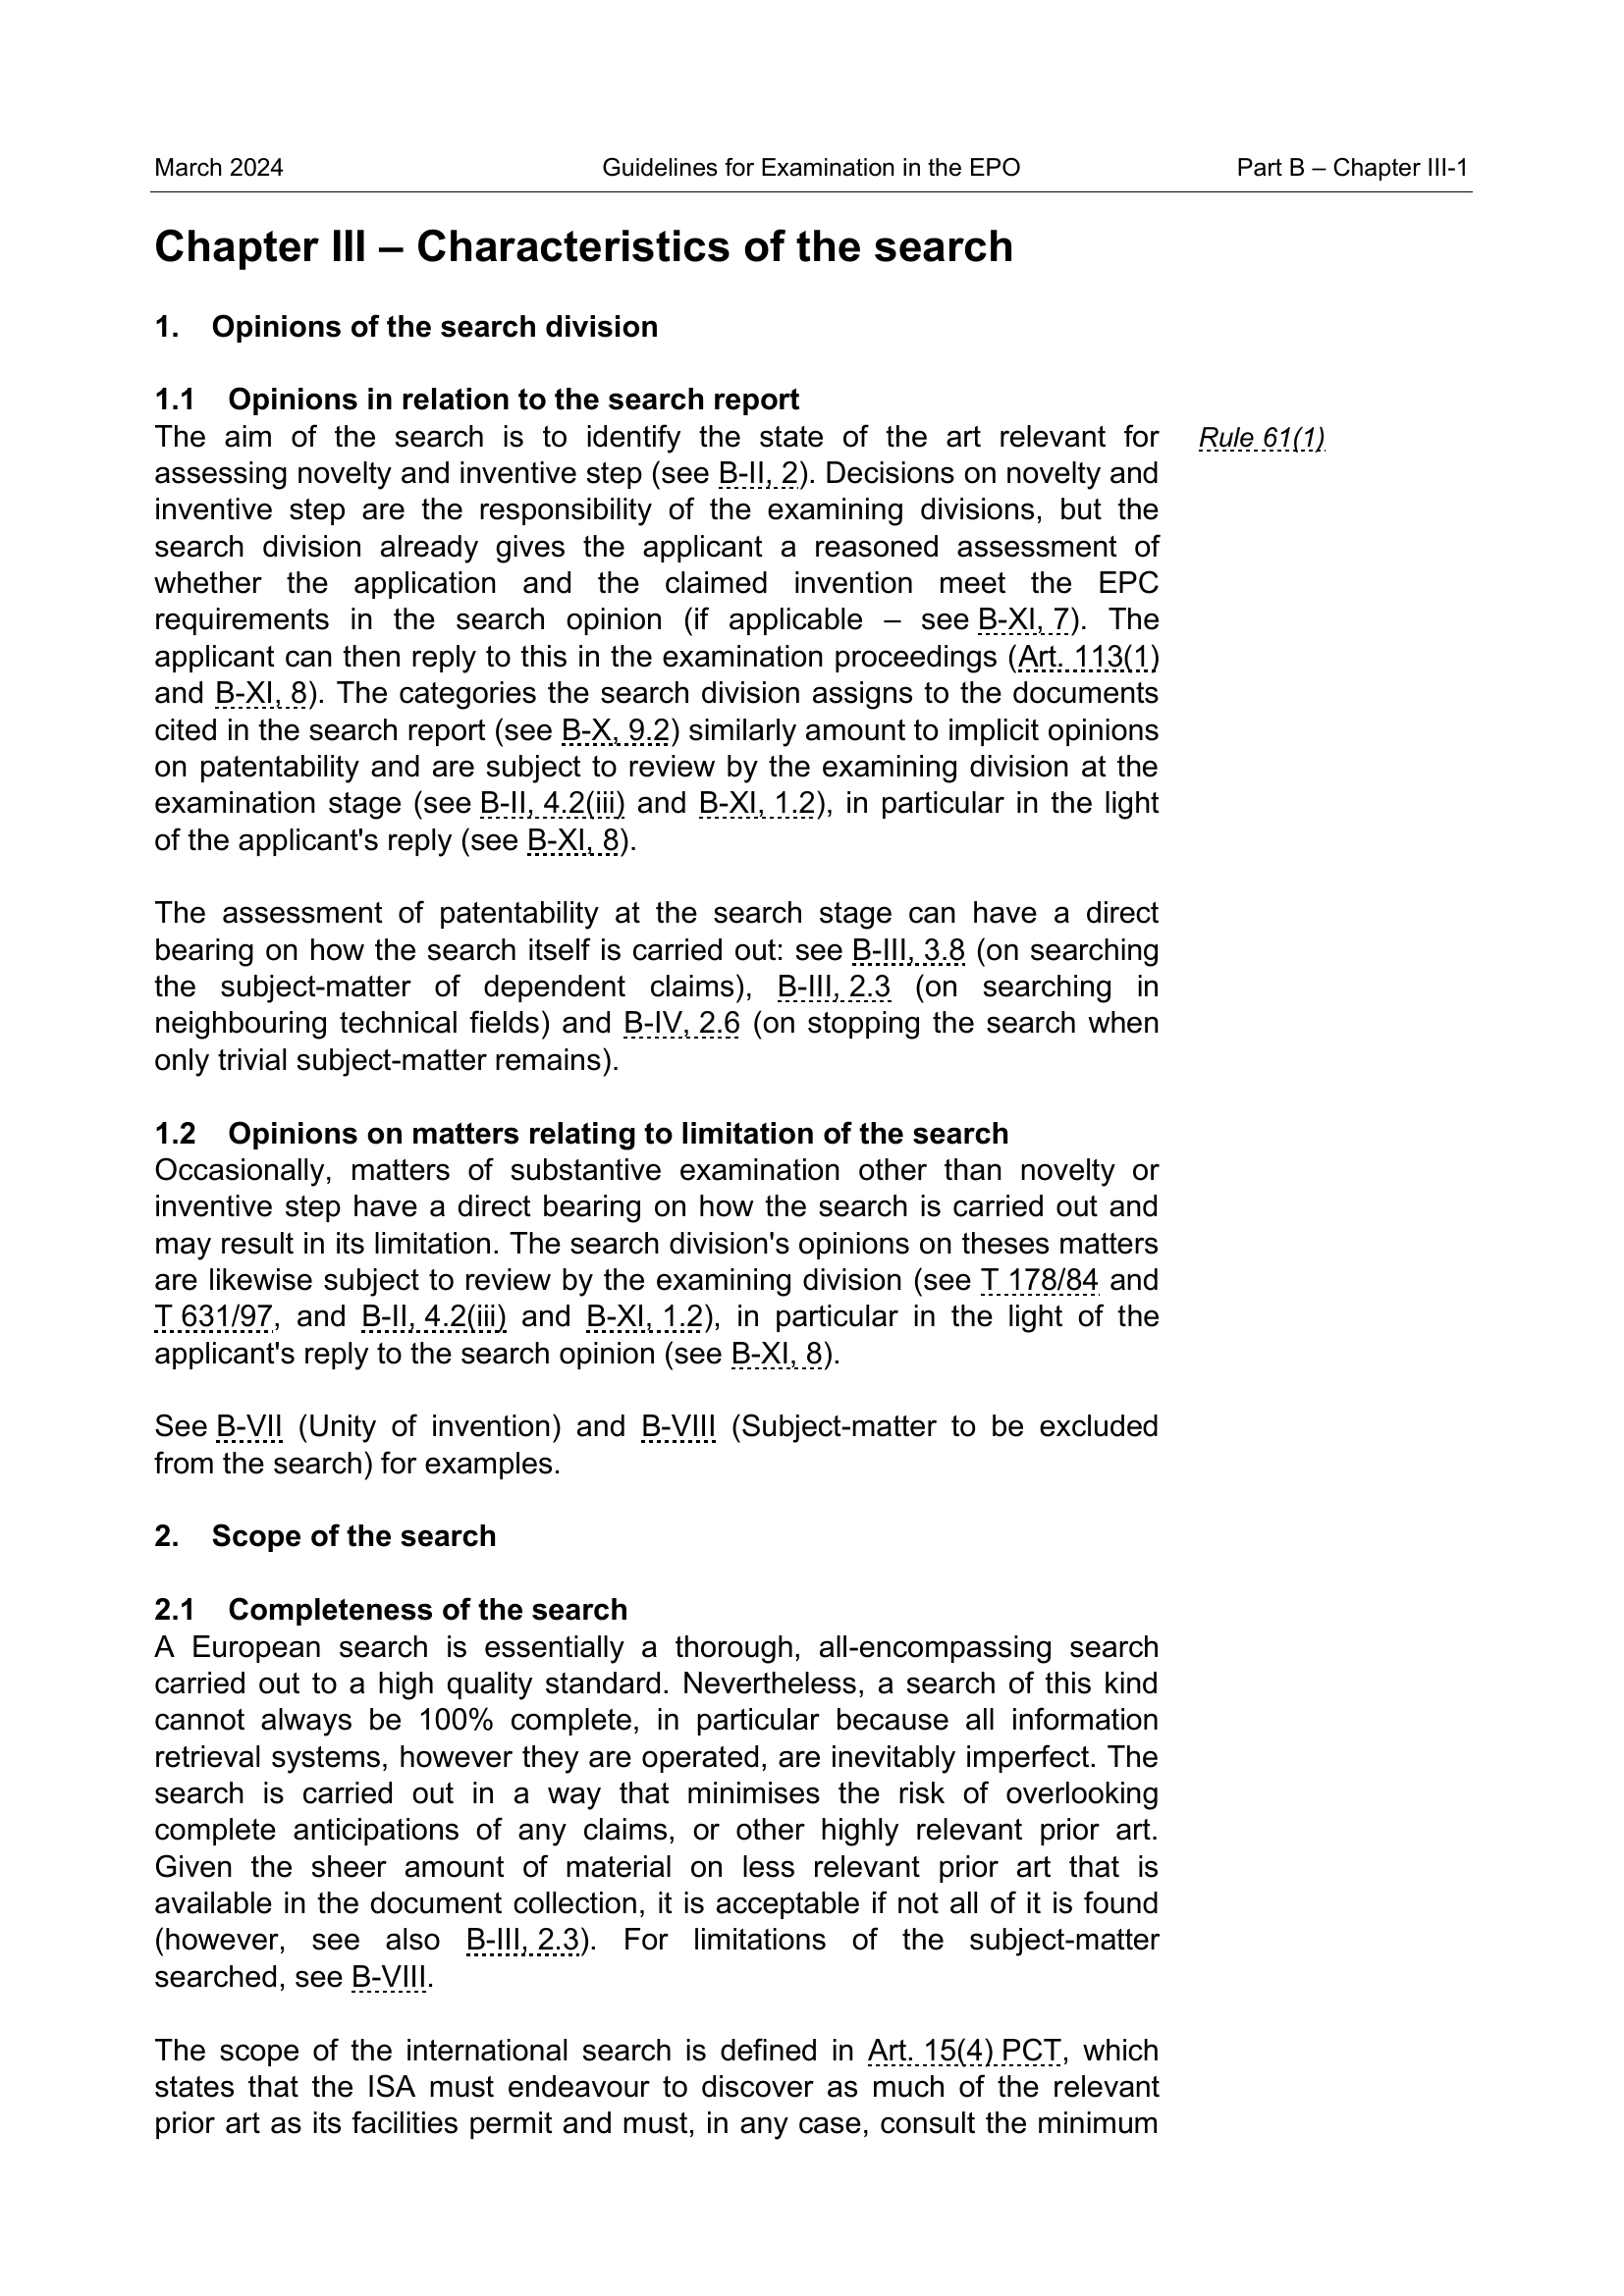 March 2024 Guidelines for Examination in the EPO Part B – Chapter III-1
Chapter III – Characteristics of the search
1. Opinions of the search division
1.1 Opinions in relation to the search report
The aim of the search is to identify the state of the art relevant for Rule 61(1)
assessing novelty and inventive step (see B-II, 2). Decisions on novelty and
inventive step are the responsibility of the examining divisions, but the
search division already gives the applicant a reasoned assessment of
whether the application and the claimed invention meet the EPC
requirements in the search opinion (if applicable – see B-XI, 7). The
applicant can then reply to this in the examination proceedings (Art. 113(1)
and B-XI, 8). The categories the search division assigns to the documents
cited in the search report (see B-X, 9.2) similarly amount to implicit opinions
on patentability and are subject to review by the examining division at the
examination stage (see B-II, 4.2(iii) and B-XI, 1.2), in particular in the light
of the applicant's reply (see B-XI, 8).
The assessment of patentability at the search stage can have a direct
bearing on how the search itself is carried out: see B-III, 3.8 (on searching
the subject-matter of dependent claims), B-III, 2.3 (on searching in
neighbouring technical fields) and B-IV, 2.6 (on stopping the search when
only trivial subject-matter remains).
1.2 Opinions on matters relating to limitation of the search
Occasionally, matters of substantive examination other than novelty or
inventive step have a direct bearing on how the search is carried out and
may result in its limitation. The search division's opinions on theses matters
are likewise subject to review by the examining division (see T 178/84 and
T 631/97, and B-II, 4.2(iii) and B-XI, 1.2), in particular in the light of the
applicant's reply to the search opinion (see B-XI, 8).
See B-VII (Unity of invention) and B-VIII (Subject-matter to be excluded
from the search) for examples.
2. Scope of the search
2.1 Completeness of the search
A European search is essentially a thorough, all-encompassing search
carried out to a high quality standard. Nevertheless, a search of this kind
cannot always be 100% complete, in particular because all information
retrieval systems, however they are operated, are inevitably imperfect. The
search is carried out in a way that minimises the risk of overlooking
complete anticipations of any claims, or other highly relevant prior art.
Given the sheer amount of material on less relevant prior art that is
available in the document collection, it is acceptable if not all of it is found
(however, see also B-III, 2.3). For limitations of the subject-matter
searched, see B-VIII.
The scope of the international search is defined in Art. 15(4) PCT, which
states that the ISA must endeavour to discover as much of the relevant
prior art as its facilities permit and must, in any case, consult the minimum